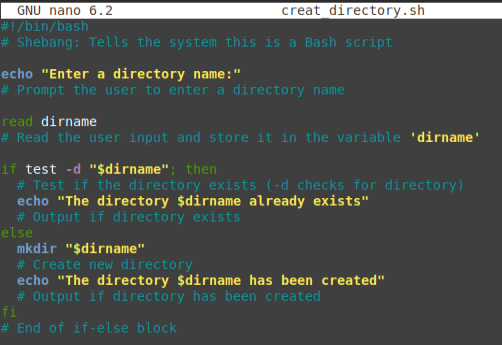 GNU nano 6.2 creat_directory.sh
#!/bin/bash
# Shebang: Tells the system this is a Bash script
echo "Enter a directory name:"
# Prompt the user to enter a directory name
read dirname
# Read the user input and store it in the variable 'dirname'
if test -d "$dirname"; then
# Test if the directory exists (-d checks for directory)
echo "The directory $dirname already exists"
# Output if directory exists
else
mkdir "$dirname"
# Create new directory
echo "The directory $dirname has been created"
# Output if directory has been created
fi
# End of if-else block